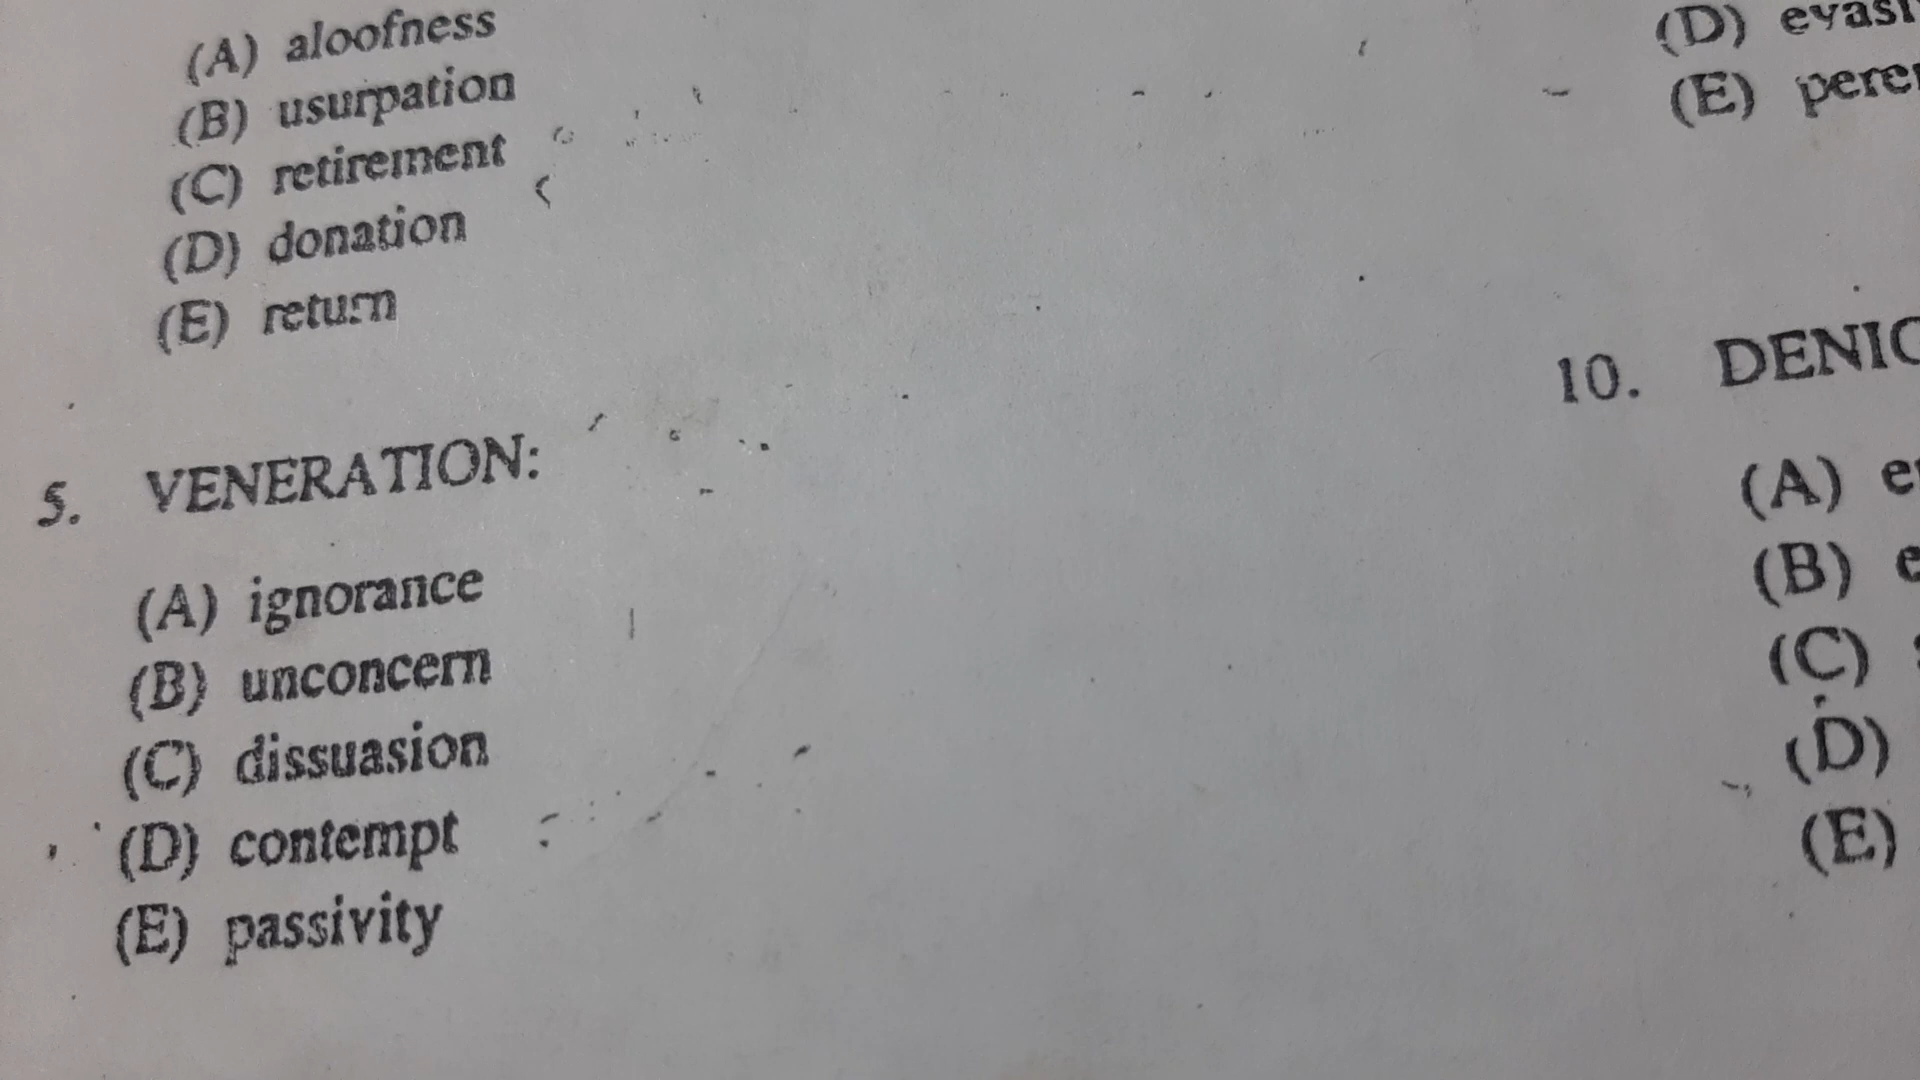 (A) aloofness
(B) usurpation
(C) retirement
(D) donation
(E) return
5. VENERATION:
(A) ignorance
(B) unconcern
(C) dissuasion
(D) contempt
(E) passivity
(D)
(E)
10.
(A)
(B)
(C)
(D)
(E)